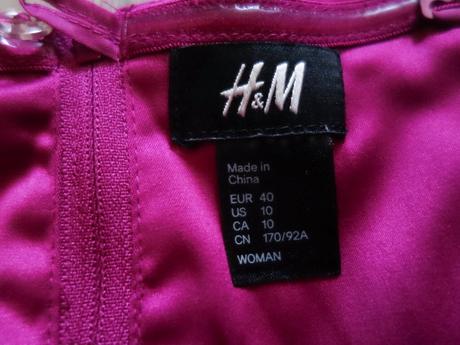 H&M
Made in
China
EUR 40
US 10
CA 10
CN 170/92A
WOMAN